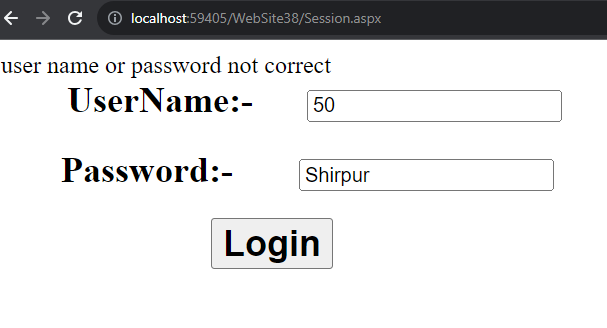 localhost:59405/WebSite38/Session.aspx
user name or password not correct
UserName:- 50
Password:- Shirpur
Login